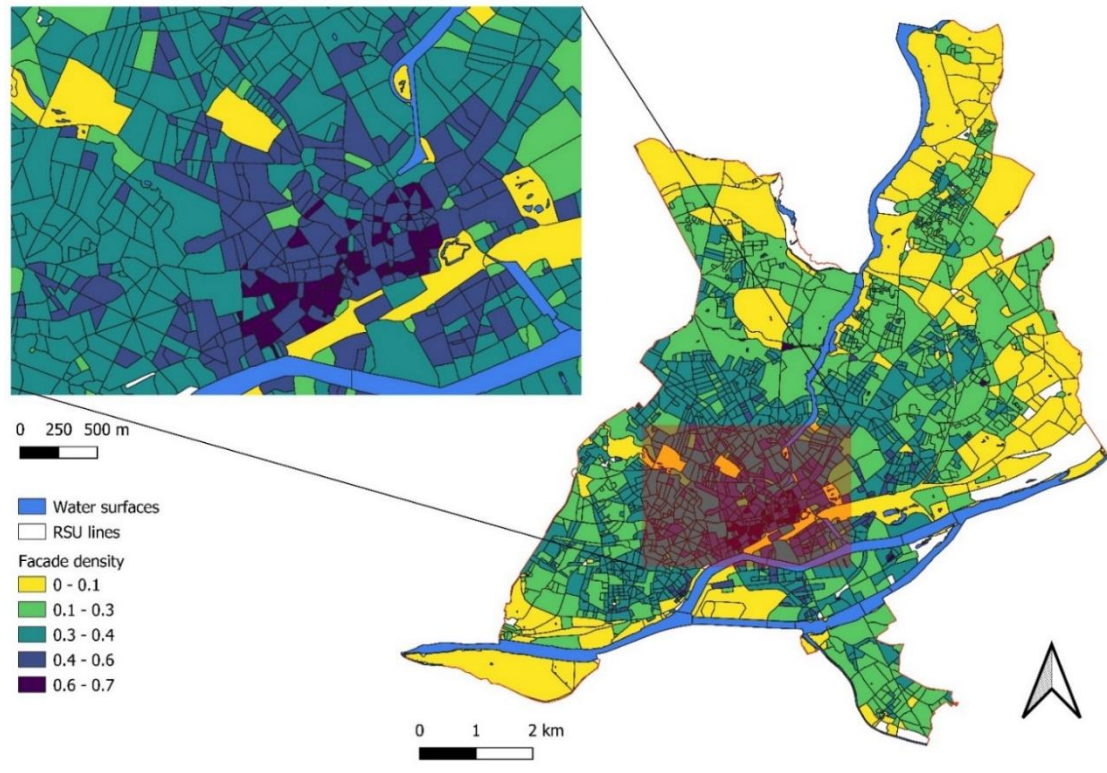 0 250 500 m
Water surfaces
RSU lines
Facade density
0 - 0.1
0.1 - 0.3
0.3 - 0.4
0.4 - 0.6
0.6 - 0.7
0 1 2 km